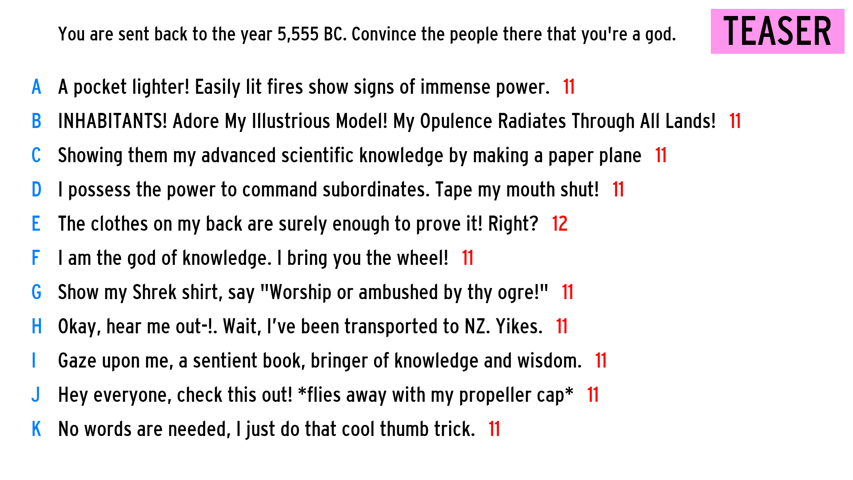 You are sent back to the year 5,555 BC. Convince the people there that you're a god.
TEASER
A A pocket lighter! Easily lit fires show signs of immense power. 11
B INHABITANTS! Adore My Illustrious Model! My Opulence Radiates Through All Lands! 11
C Showing them my advanced scientific knowledge by making a paper plane 11
D I possess the power to command subordinates. Tape my mouth shut! 11
E The clothes on my back are surely enough to prove it! Right? 12
F I am the god of knowledge. I bring you the wheel! 11
G Show my Shrek shirt, say "Worship or ambushed by thy ogre!" 11
H Okay, hear me out-!. Wait, I've been transported to NZ. Yikes. 11
I Gaze upon me, a sentient book, bringer of knowledge and wisdom. 11
J Hey everyone, check this out! *flies away with my propeller cap* 11
K No words are needed, I just do that cool thumb trick. 11